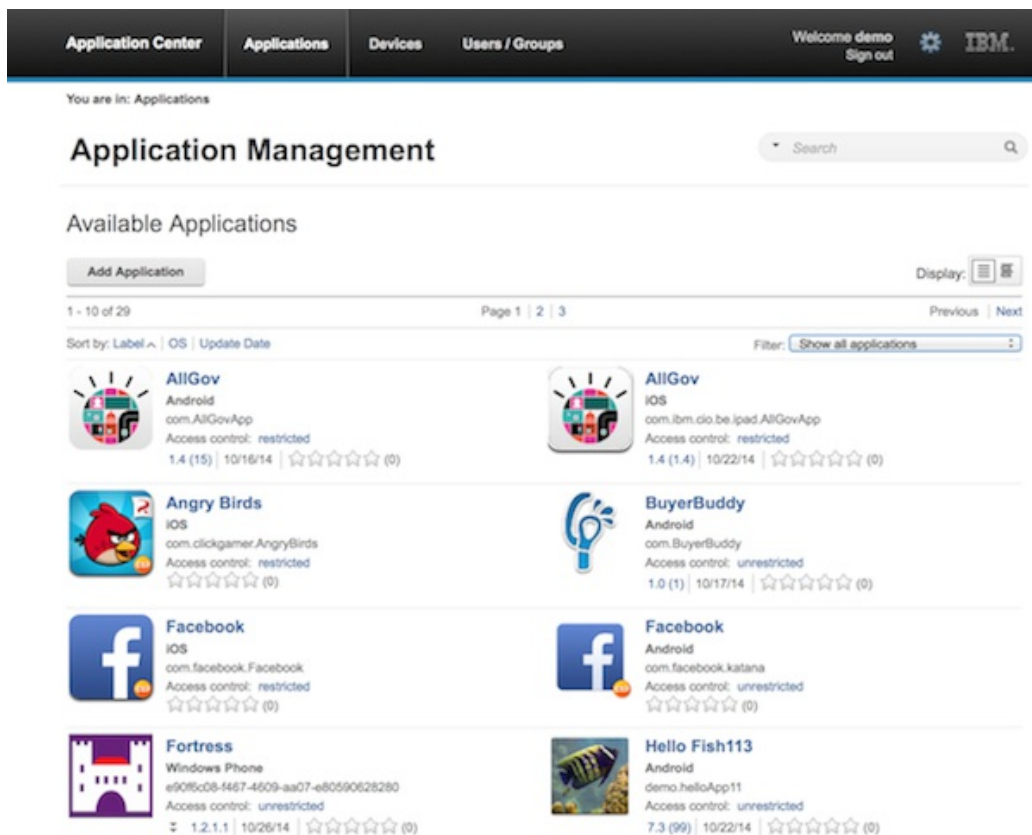 Application Center Applications Devices Users / Groups Welcome demo IBM.
Sign out
You are in: Applications
Application Management Search
Available Applications
Add Application Display:
1 - 10 of 29 Page 1 | 2 | 3 Previous | Next
Sort by: Label | OS | Update Date Filter: Show all applications
AllGov
Android
com.AllGovApp
Access control: restricted
1.4 (15) | 10/16/14 | (0)
AllGov
iOS
com.ibm.cio.be.ipad.AllGovApp
Access control: restricted
1.4 (1.4) | 10/22/14 | (0)
Angry Birds
iOS
com.clickgamer.AngryBirds
Access control: restricted
(0)
BuyerBuddy
Android
com.BuyerBuddy
Access control: unrestricted
1.0 (1) | 10/17/14 | (0)
Facebook
iOS
com.facebook.Facebook
Access control: restricted
(0)
Facebook
Android
com.facebook.katana
Access control: unrestricted
(0)
Fortress
Windows Phone
e90f6c08-f467-4609-aa07-e80590628280
Access control: unrestricted
1.2.1.1 | 10/26/14 | (0)
Hello Fish113
Android
demo.helloApp11
Access control: unrestricted
7.3 (99) | 10/22/14 | (0)